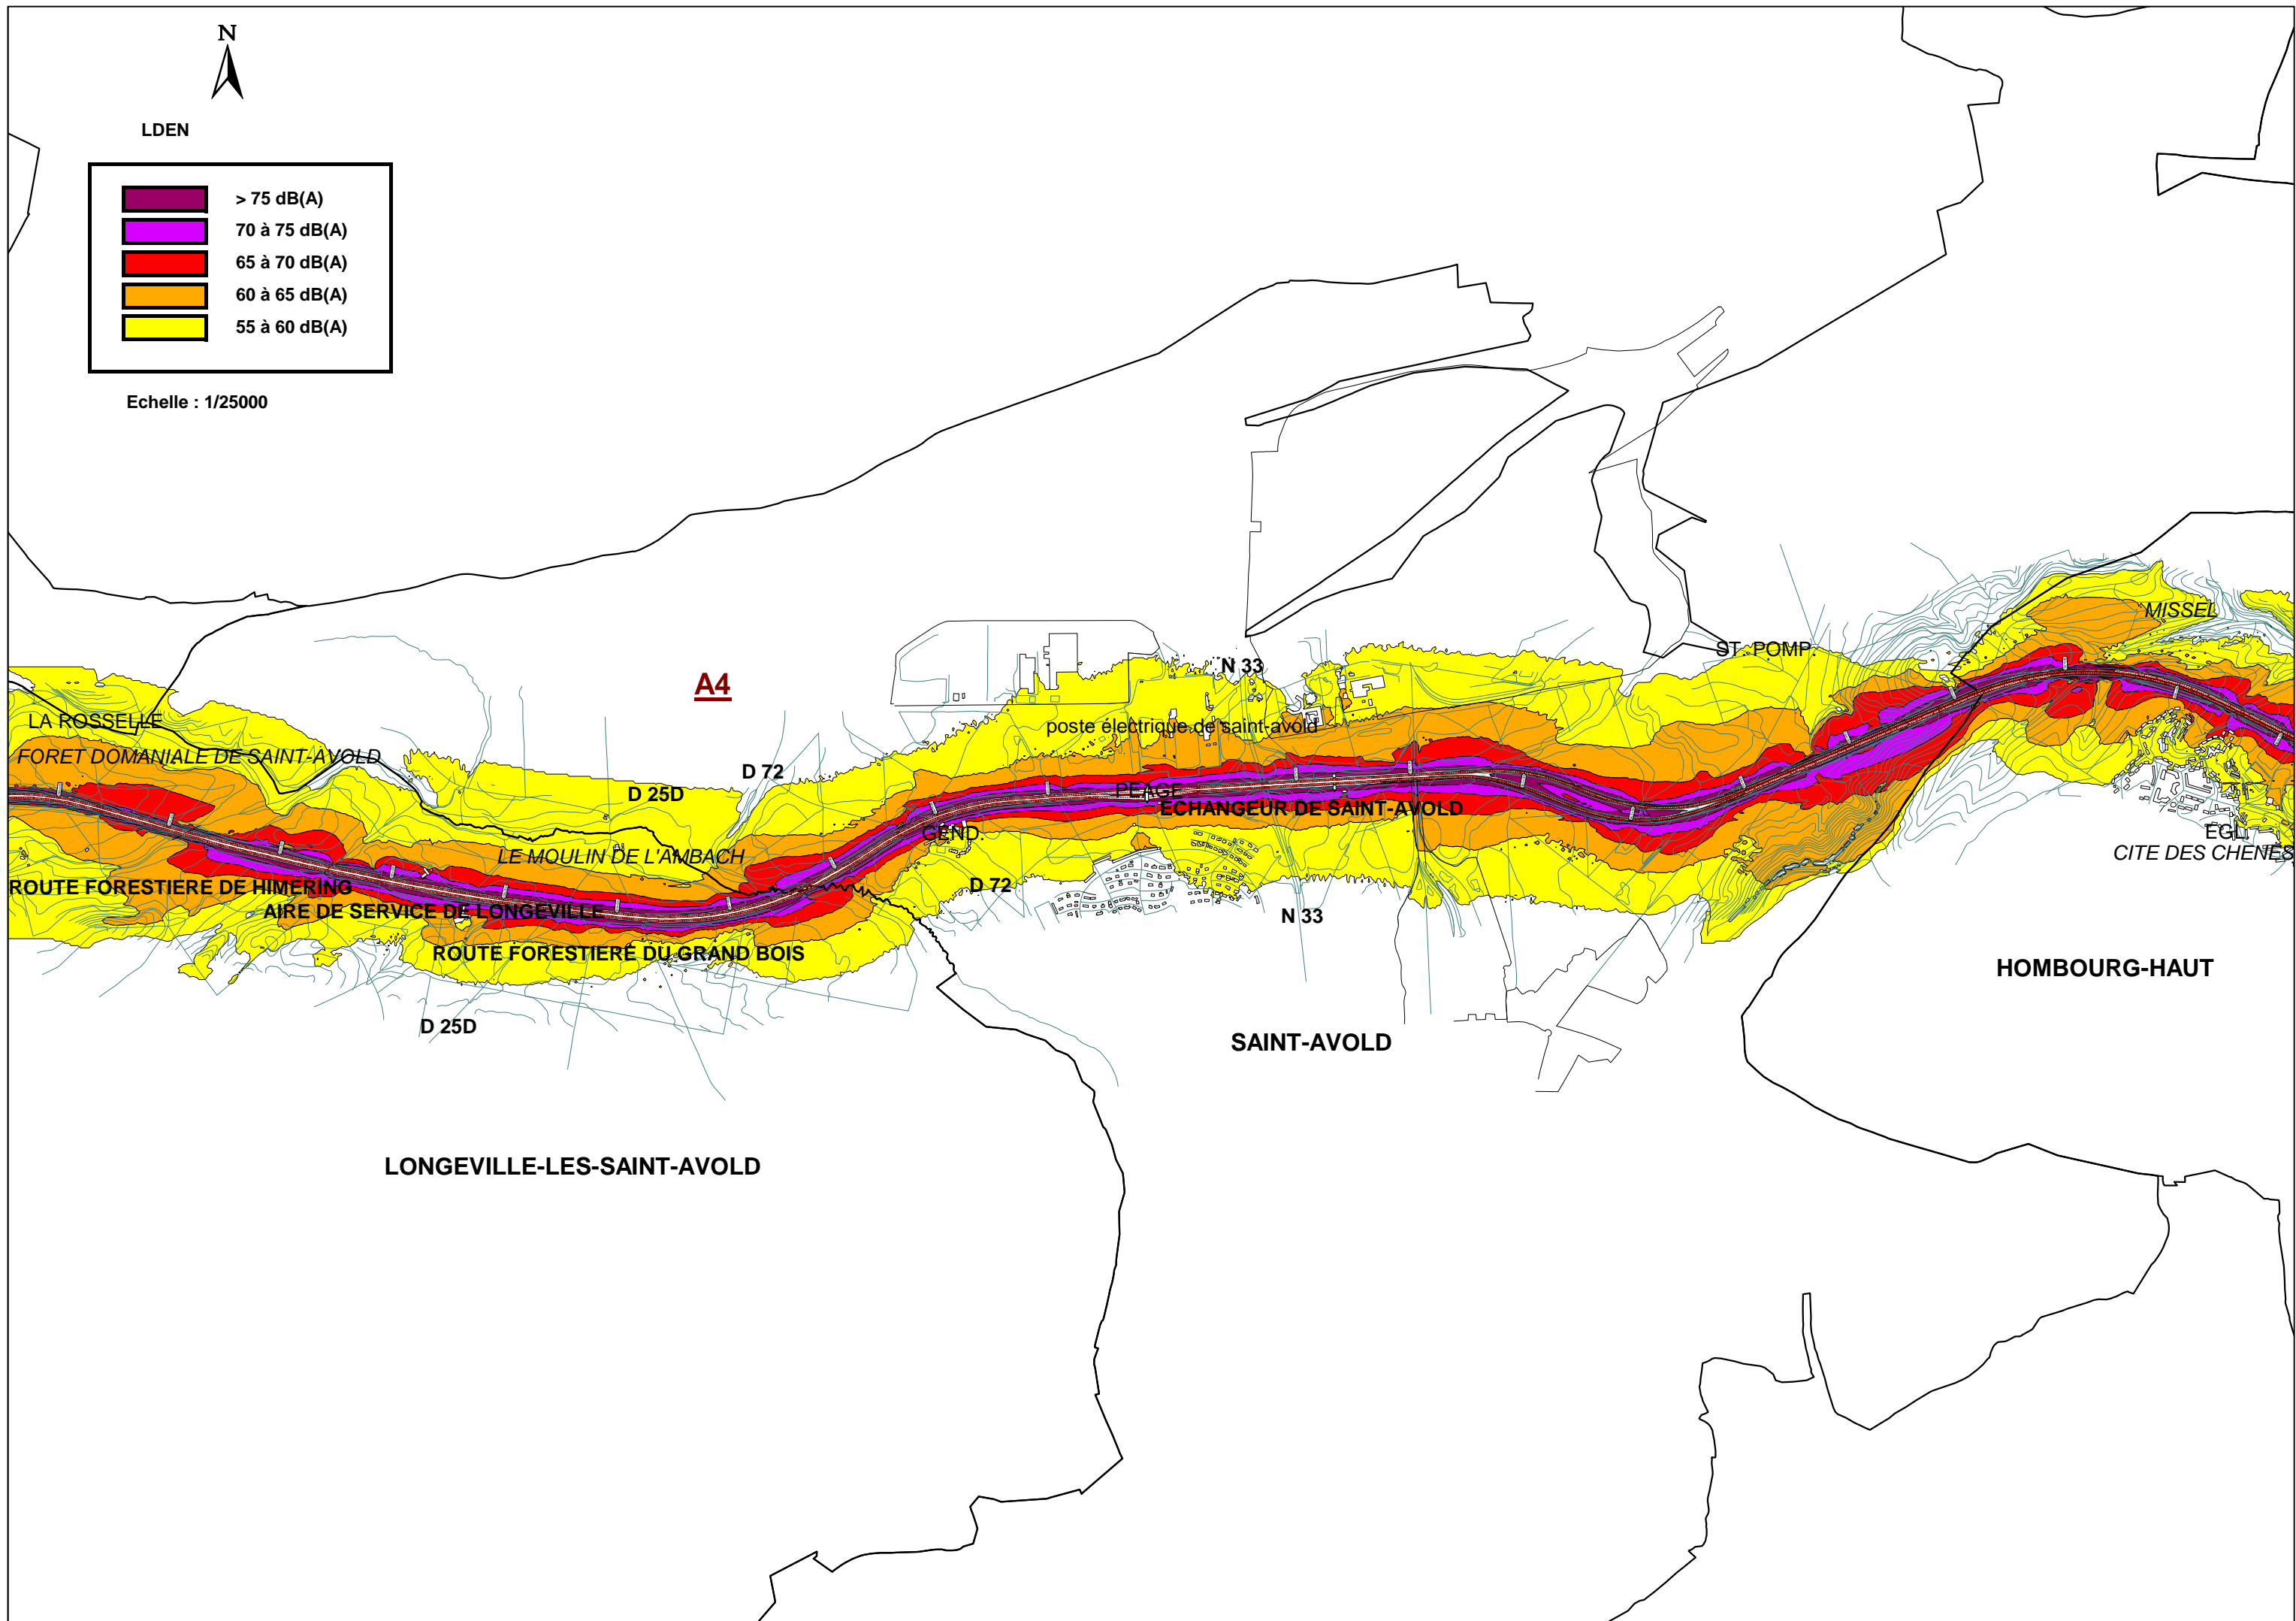 N
LDEN
> 75 dB(A)
70 à 75 dB(A)
65 à 70 dB(A)
60 à 65 dB(A)
55 à 60 dB(A)
Echelle : 1/25000
MISSEL
ST. POMP.
N 33
A4
LA ROSSELLE
poste électrique de saint-avold
FORET DOMANIALE DE SAINT-AVOLD
D 72
D 25D
PEAGE
ECHANGEUR DE SAINT-AVOLD
GEND.
EGL.
LE MOULIN DE L'AMBACH
CITE DES CHENES
ROUTE FORESTIERE DE HIMERING
D 72
AIRE DE SERVICE DE LONGEVILLE
N 33
ROUTE FORESTIERE DU GRAND BOIS
HOMBOURG-HAUT
D 25D
SAINT-AVOLD
LONGEVILLE-LES-SAINT-AVOLD